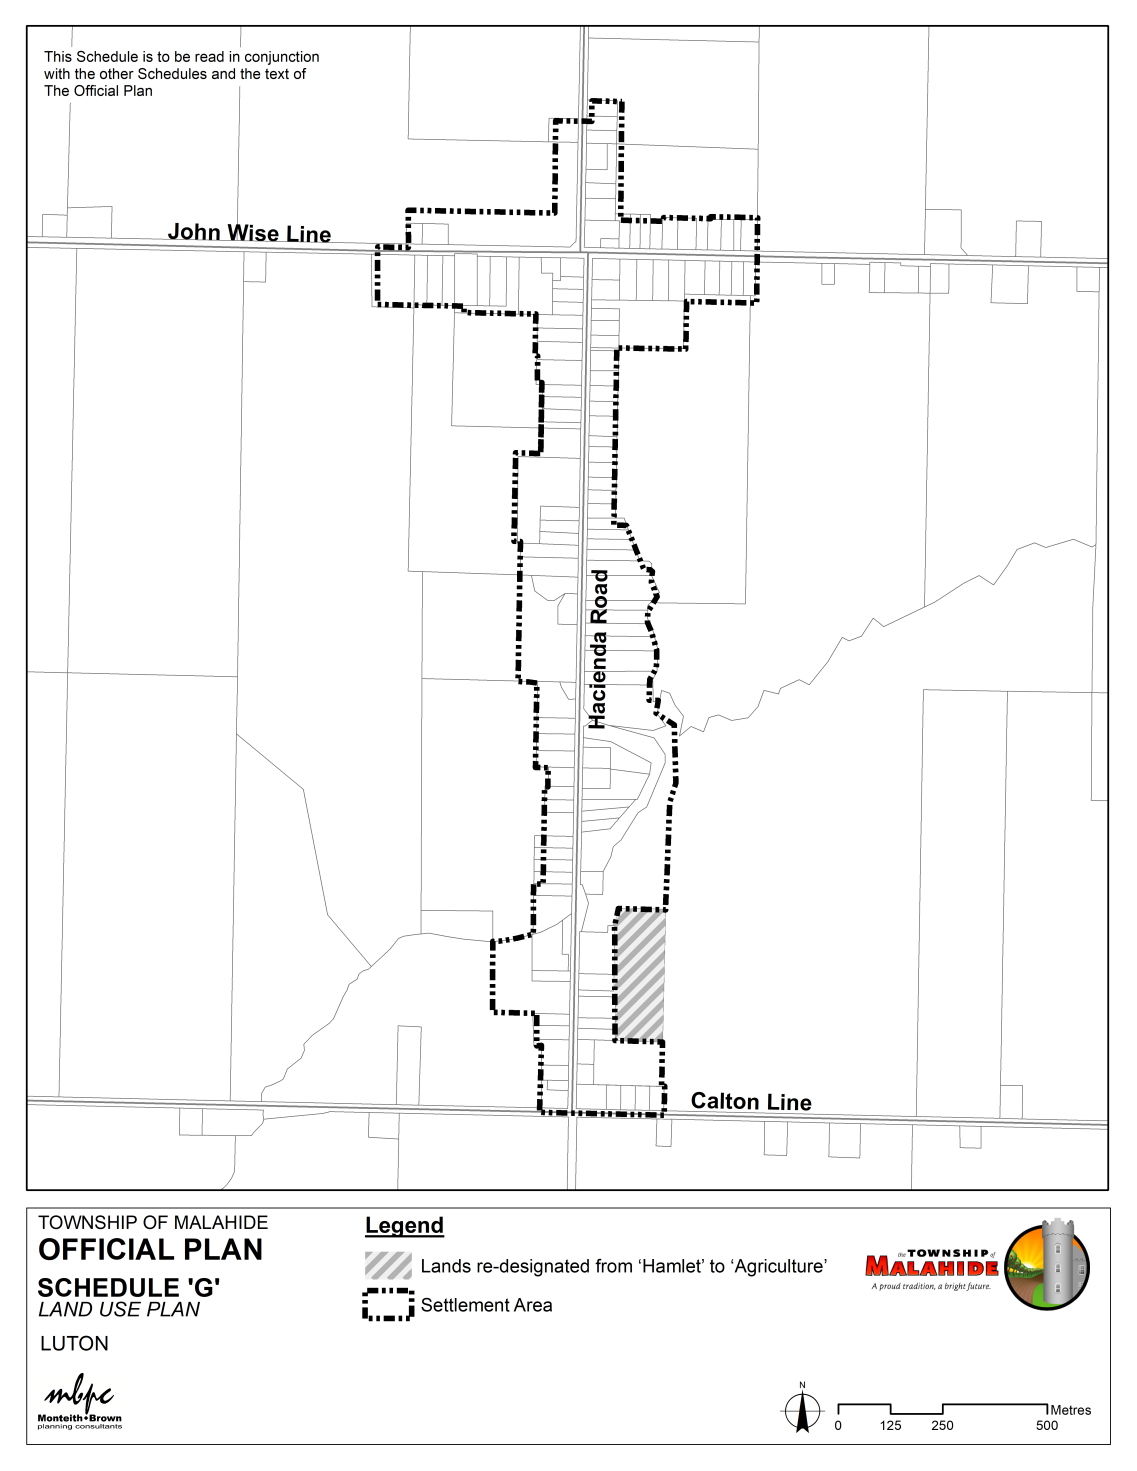 This Schedule is to be read in conjunction
with the other Schedules and the text of
The Official Plan
John Wise Line
Hacienda Road
Calton Line
TOWNSHIP OF MALAHIDE
OFFICIAL PLAN
SCHEDULE 'G'
LAND USE PLAN
LUTON
mbpc
Monteith+Brown
planning consultants
Legend
Lands re-designated from ‘Hamlet’ to ‘Agriculture’
Settlement Area
the TOWNSHIP of
MALAHIDE
A proud tradition, a bright future.
N
Metres
0 125 250 500